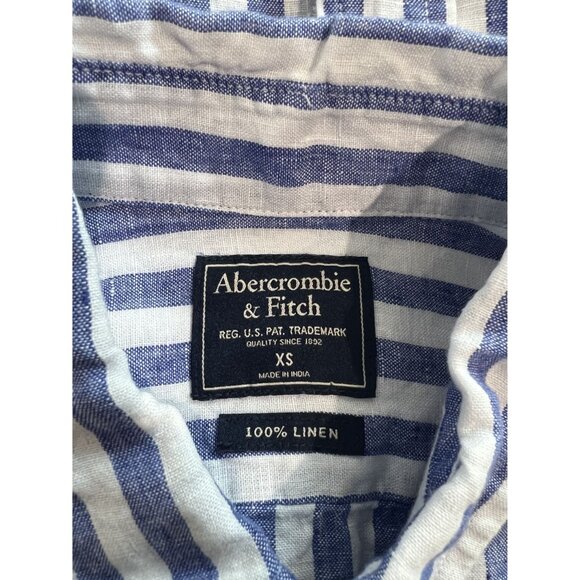 Abercrombie
& Fitch
REG. U.S. PAT. TRADEMARK
QUALITY SINCE 1892
XS
MADE IN INDIA
100% LINEN